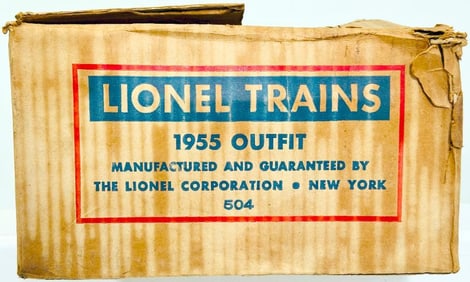 LIONEL TRAINS
1955 OUTFIT
MANUFACTURED AND GUARANTEED BY
THE LIONEL CORPORATION • NEW YORK
504